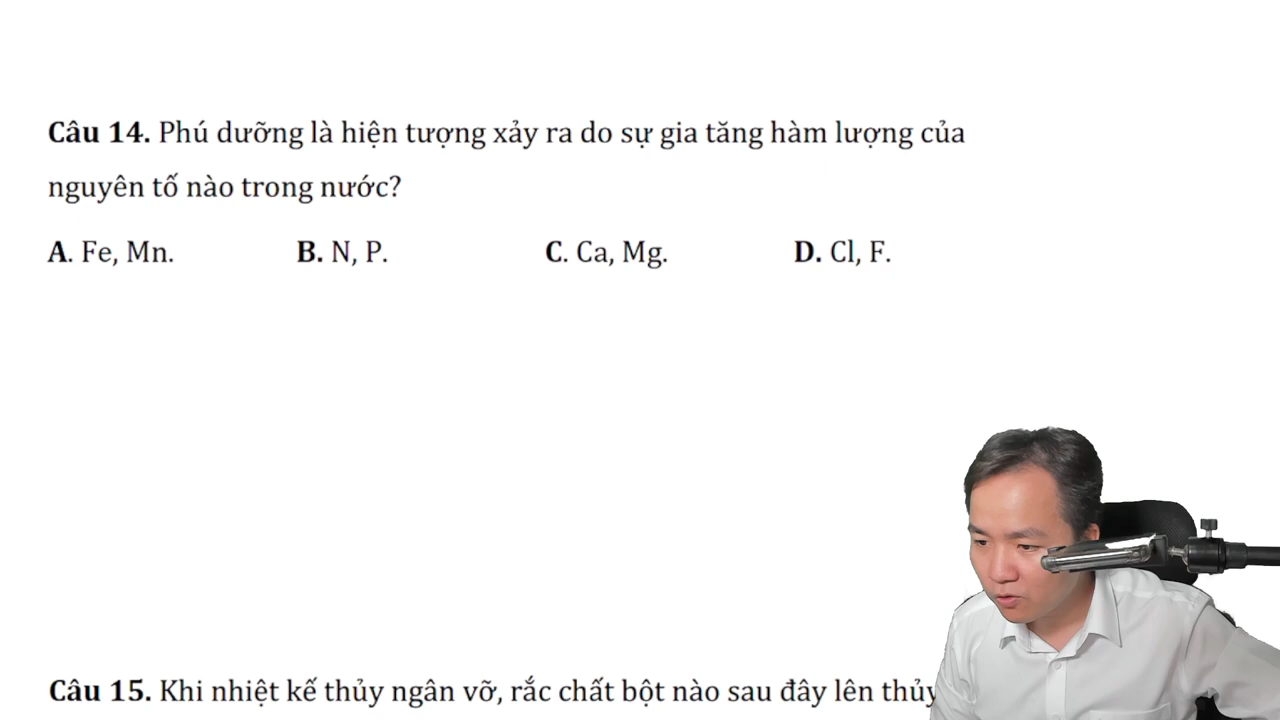 Câu 14. Phú dưỡng là hiện tượng xảy ra do sự gia tăng hàm lượng của
nguyên tố nào trong nước?
A. Fe, Mn. B. N, P. C. Ca, Mg. D. Cl, F.
Câu 15. Khi nhiệt kế thủy ngân vỡ, rắc chất bột nào sau đây lên thủy